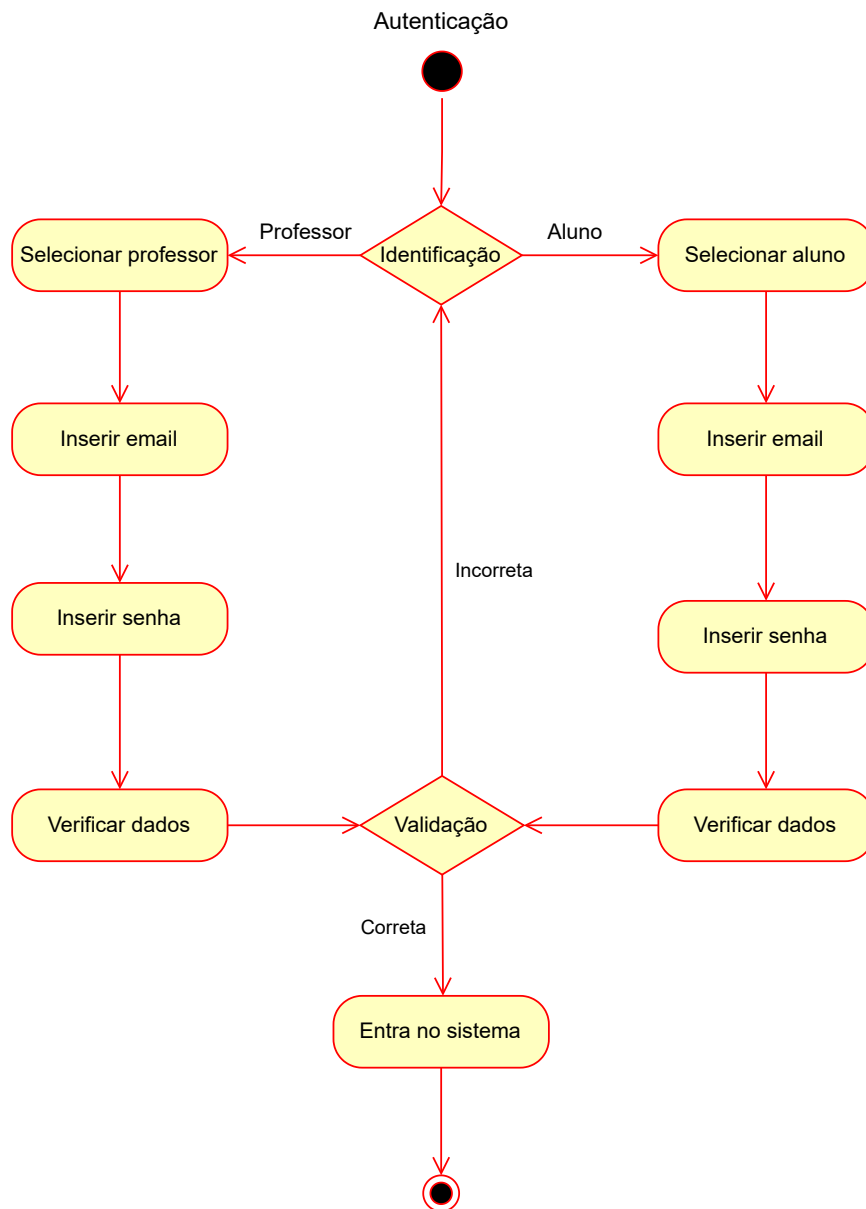 Autenticação
Professor
Aluno
Selecionar professor
Identificação
Selecionar aluno
Inserir email
Inserir email
Incorreta
Inserir senha
Inserir senha
Verificar dados
Validação
Verificar dados
Correta
Entra no sistema